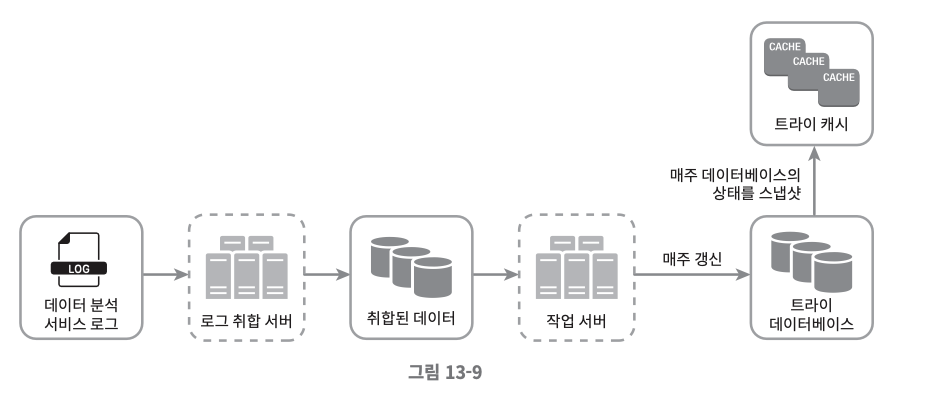 CACHE
CACHE
CACHE
트라이 캐시
매주 데이터베이스의
상태를 스냅샷
LOG
데이터 분석
서비스 로그
로그 취합 서버
취합된 데이터
작업 서버
매주 갱신
트라이
데이터베이스
그림 13-9